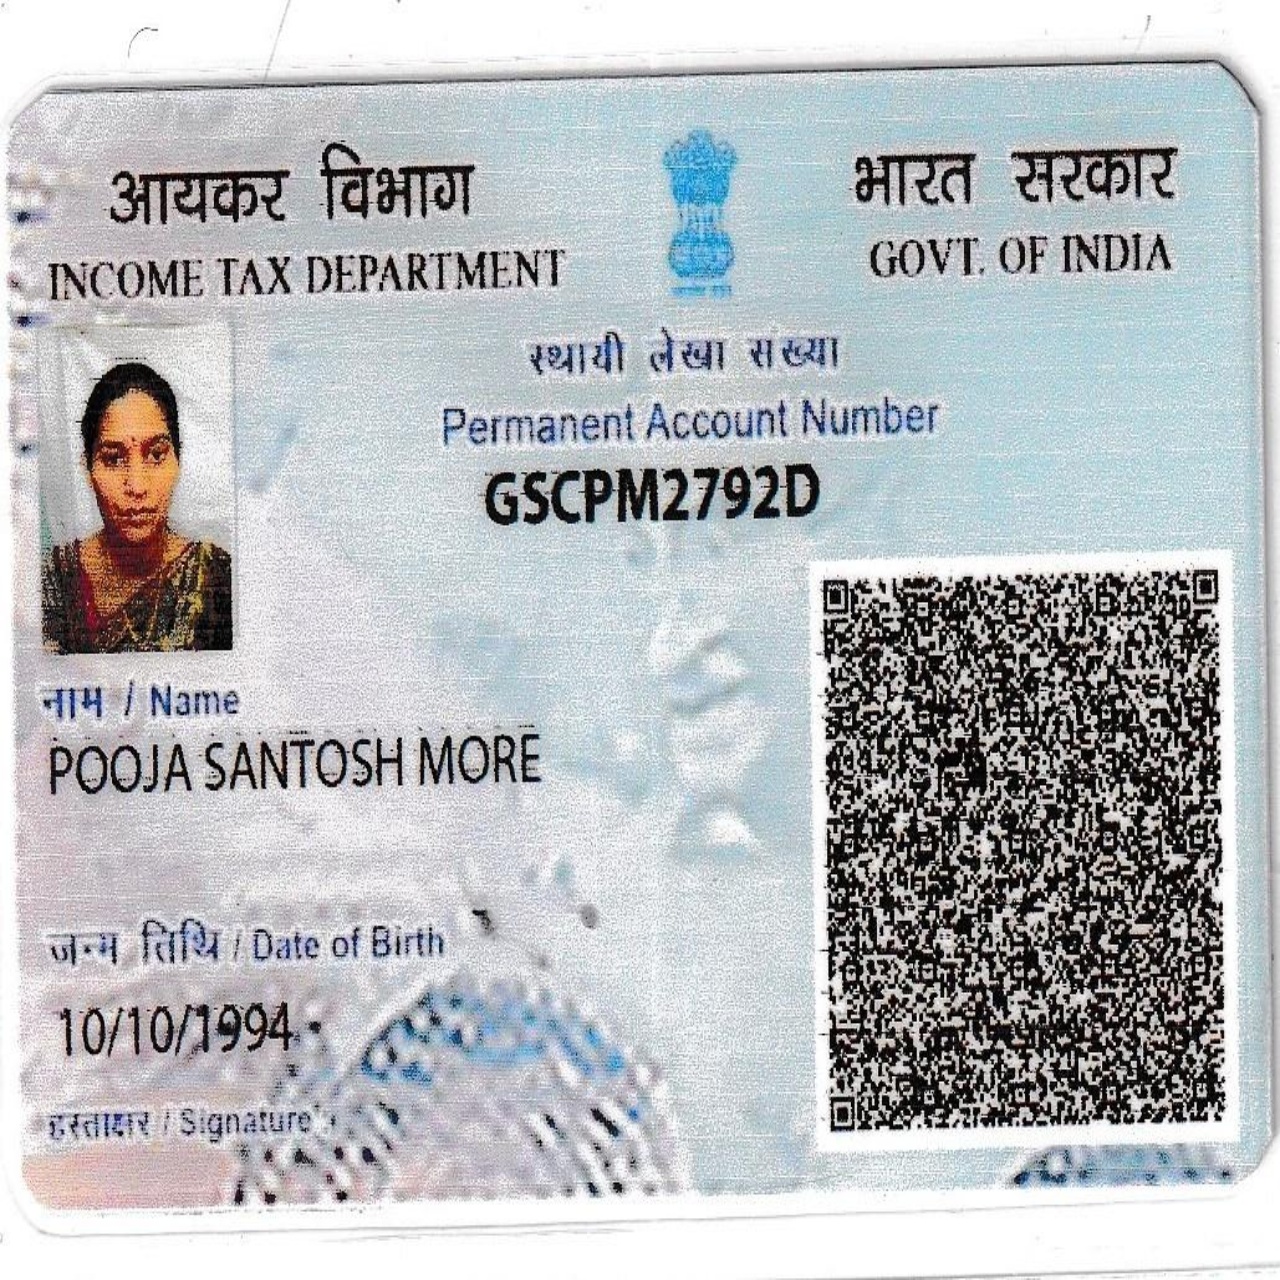 आयकर विभाग
INCOME TAX DEPARTMENT
भारत सरकार
GOVT. OF INDIA
स्थायी लेखा संख्या
Permanent Account Number
GSCPM2792D
नाम / Name
POOJA SANTOSH MORE
जन्म तिथि / Date of Birth
10/10/1994
हस्ताक्षर / Signature